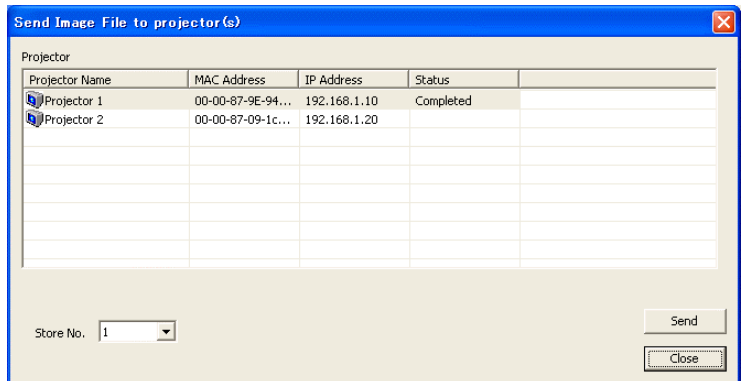 Send Image File to projector(s)
Projector
Projector Name MAC Address IP Address Status
Projector 1 00-00-87-9E-94... 192.168.1.10 Completed
Projector 2 00-00-87-09-1c... 192.168.1.20
Store No. 1
Send
Close